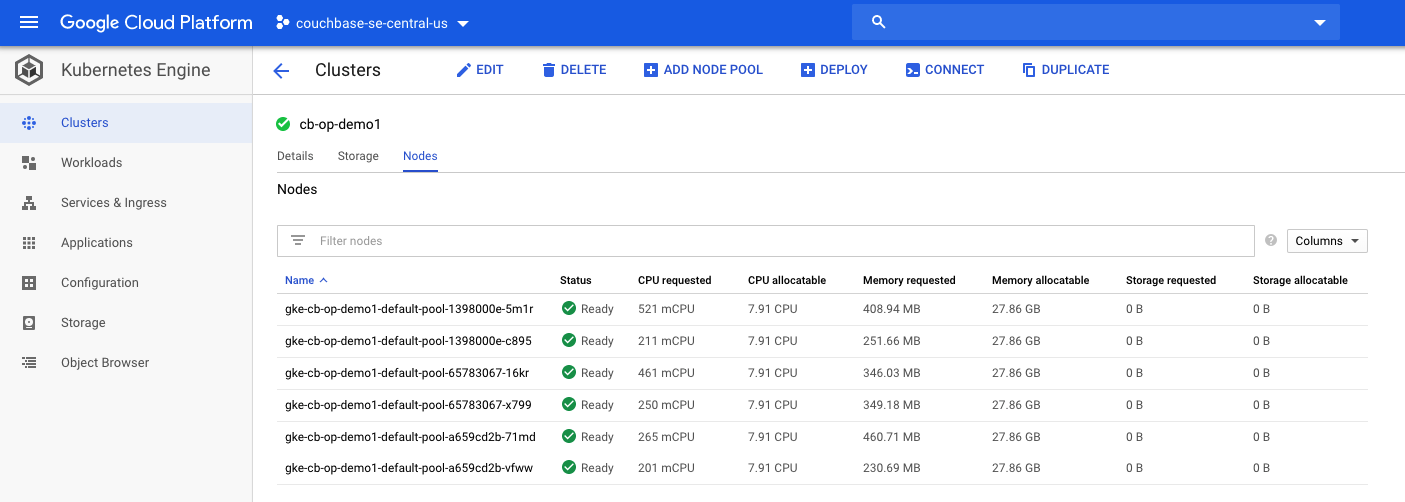 Google Cloud Platform couchbase-se-central-us
Kubernetes Engine
Clusters EDIT DELETE ADD NODE POOL DEPLOY CONNECT DUPLICATE
Clusters
Workloads
Services & Ingress
Applications
Configuration
Storage
Object Browser
cb-op-demo1
Details Storage Nodes
Nodes
Filter nodes Columns
Name Status CPU requested CPU allocatable Memory requested Memory allocatable Storage requested Storage allocatable
gke-cb-op-demo1-default-pool-1398000e-5m1r Ready 521 mCPU 7.91 CPU 408.94 MB 27.86 GB 0 B 0 B
gke-cb-op-demo1-default-pool-1398000e-c895 Ready 211 mCPU 7.91 CPU 251.66 MB 27.86 GB 0 B 0 B
gke-cb-op-demo1-default-pool-65783067-16kr Ready 461 mCPU 7.91 CPU 346.03 MB 27.86 GB 0 B 0 B
gke-cb-op-demo1-default-pool-65783067-x799 Ready 250 mCPU 7.91 CPU 349.18 MB 27.86 GB 0 B 0 B
gke-cb-op-demo1-default-pool-a659cd2b-71md Ready 265 mCPU 7.91 CPU 460.71 MB 27.86 GB 0 B 0 B
gke-cb-op-demo1-default-pool-a659cd2b-vfww Ready 201 mCPU 7.91 CPU 230.69 MB 27.86 GB 0 B 0 B